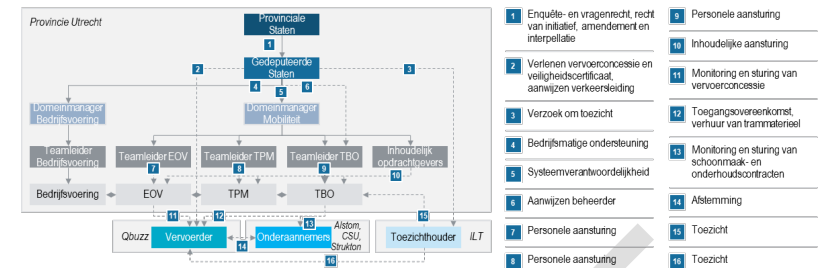 Provincie Utrecht
Provinciale
Staten
1
Gedeputeerde
Staten
2
3
4
5
6
Domeinmanager
Bedrijfsvoering
Domeinmanager
Mobiliteit
Teamleider
Bedrijfsvoering
Teamleider EOV
Teamleider TPM
Teamleider TBO
Inhoudelijk
opdrachtgevers
7
8
9
10
Bedrijfsvoering
EOV
TPM
TBO
11
12
13
15
Qbuzz
Vervoerder
14
Onderaannemers
Alstom,
CSU,
Strukton
Toezichthouder
ILT
16
1 Enquête- en vragenrecht, recht
van initiatief, amendement en
interpellatie
2 Verlenen vervoerconcessie en
veiligheidscertificaat,
aanwijzen verkeersleiding
3 Verzoek om toezicht
4 Bedrijfsmatige ondersteuning
5 Systeemverantwoordelijkheid
6 Aanwijzen beheerder
7 Personele aansturing
8 Personele aansturing
9 Personele aansturing
10 Inhoudelijke aansturing
11 Monitoring en sturing van
vervoerconcessie
12 Toegangsovereenkomst,
verhuur van trammaterieel
13 Monitoring en sturing van
schoonmaak- en
onderhoudscontracten
14 Afstemming
15 Toezicht
16 Toezicht